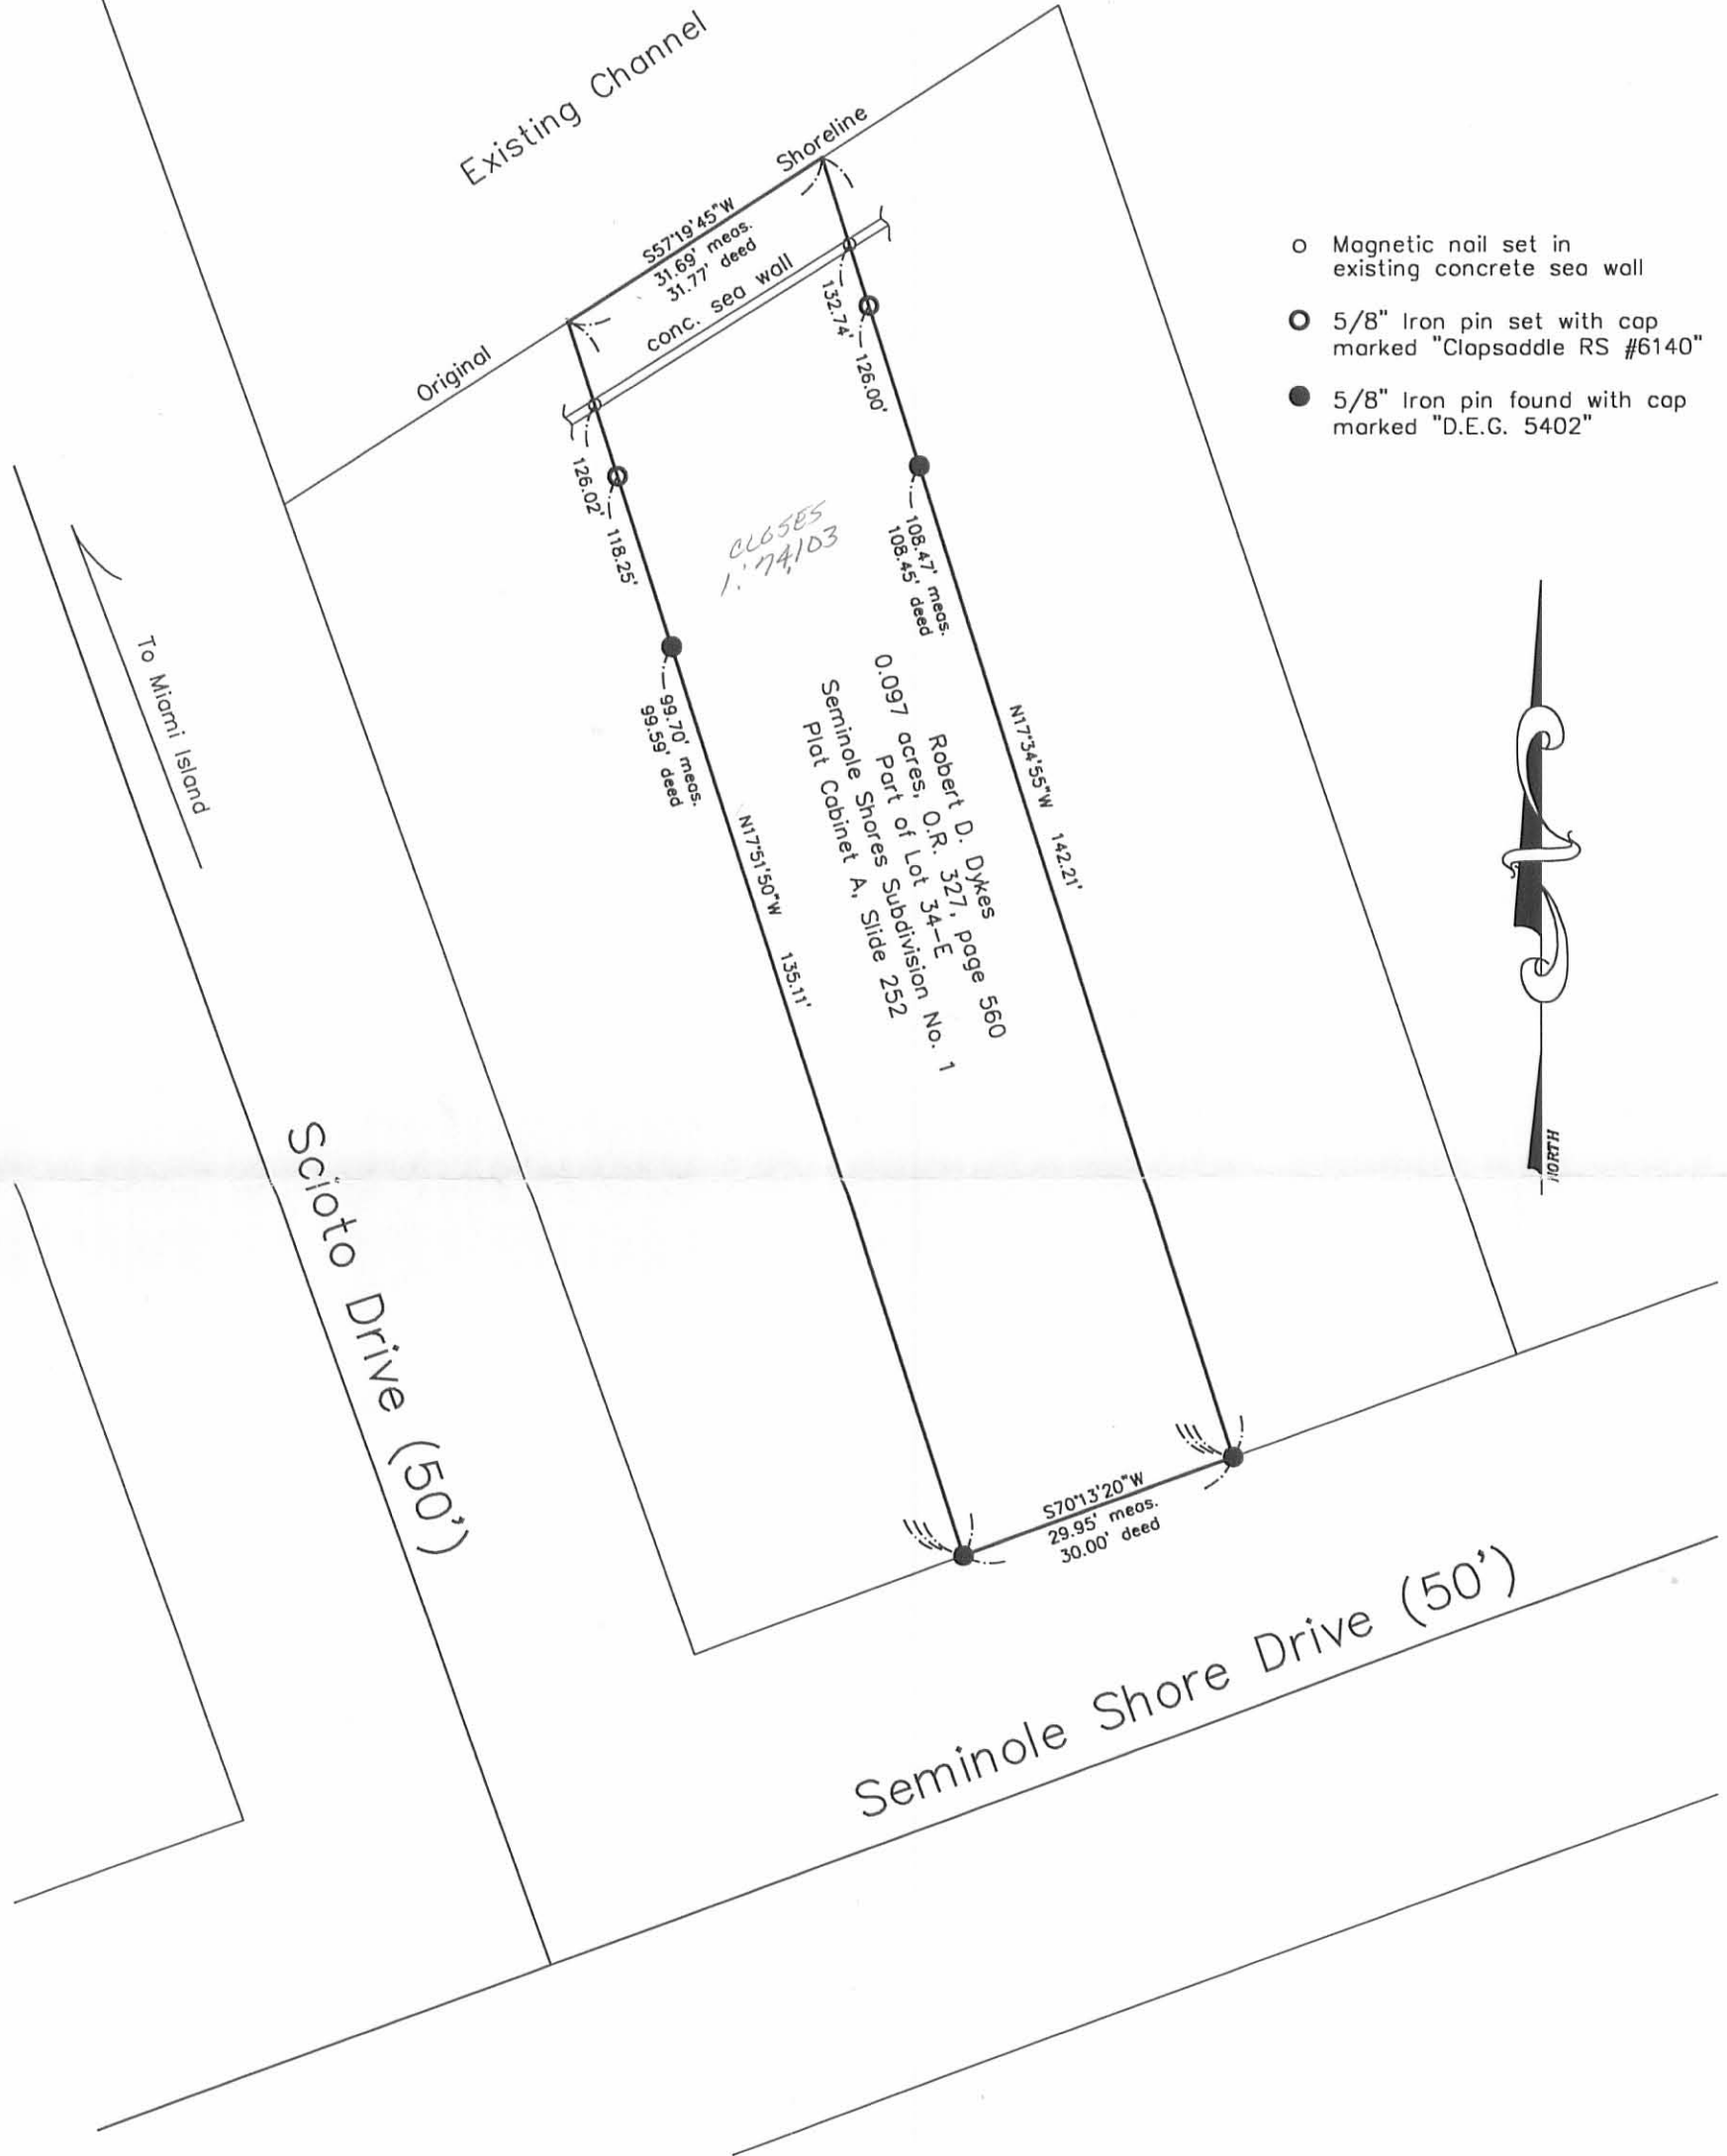 Existing Channel
Shoreline
S57°19'45"W
31.69' meas.
31.77' deed
conc. sea wall
Original
132.74'
126.00'
126.02'
118.25'
CLOSES
1:74,103
108.47' meas.
108.45' deed
99.70' meas.
99.59' deed
N17°34'55"W 142.21'
N17°51'50"W 135.11'
Robert D. Dykes
0.097 acres, O.R. 327, page 560
Part of Lot 34-E
Seminole Shores Subdivision No. 1
Plat Cabinet A, Slide 252
o Magnetic nail set in
existing concrete sea wall
5/8" Iron pin set with cap
marked "Clapsaddle RS #6140"
5/8" Iron pin found with cap
marked "D.E.G. 5402"
NORTH
To Miami Island
Scioto Drive (50')
S70°13'20"W
29.95' meas.
30.00' deed
Seminole Shore Drive (50')